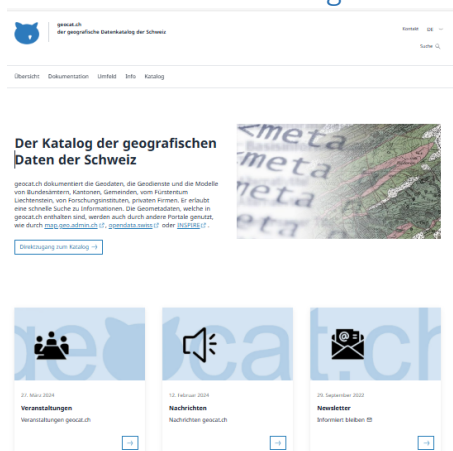 geocat.ch
der geografische Datenkatalog der Schweiz
Kontakt DE
Suche
Übersicht Dokumentation Umfeld Info Katalog
Der Katalog der geografischen
Daten der Schweiz
geocat.ch dokumentiert die Geodaten, die Geodienste und die Modelle
von Bundesämtern, Kantonen, Gemeinden, vom Fürstentum
Liechtenstein, von Forschungsinstituten, privaten Firmen. Er erlaubt
eine schnelle Suche zu Informationen. Die Geometadaten, welche in
geocat.ch enthalten sind, werden auch durch andere Portale genutzt,
wie durch map.geo.admin.ch, opendata.swiss oder INSPIRE.
Direktzugang zum Katalog →
<meta
meta
meta
eta
geocat.ch
27. März 2024
Veranstaltungen
Veranstaltungen geocat.ch
→
12. Februar 2024
Nachrichten
Nachrichten geocat.ch
→
29. September 2022
Newsletter
Informiert bleiben
→